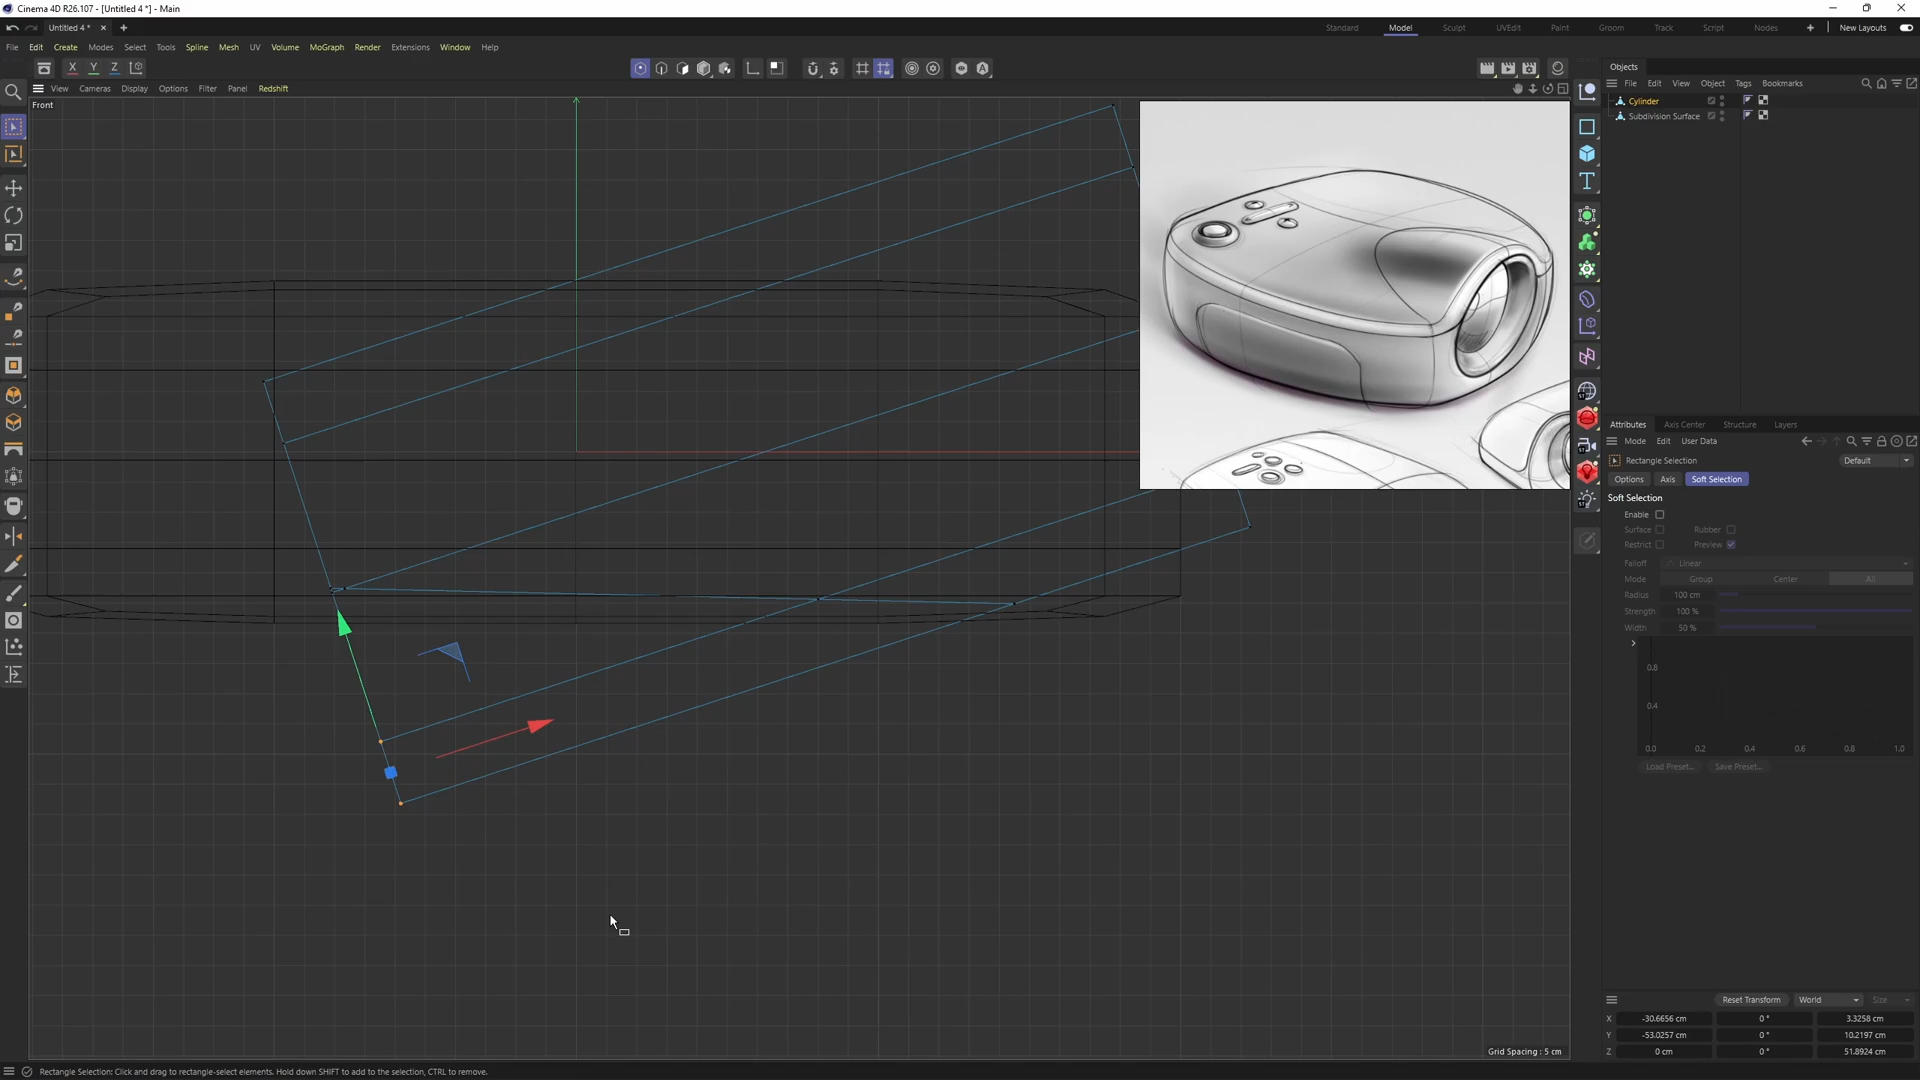 Cinema 4D R26.107 - [Untitled 4 *] - Main
Untitled 4 *
Standard Model Sculpt UVEdit Paint Groom Track Script Nodes New Layouts
File Edit Create Modes Tools Select Spline Mesh UV Volume MoGraph Render Extensions Window Help
X Y Z
View Cameras Display Options Filter Panel Redshift
Front
Objects
File Edit View Object Tags Bookmarks
Cylinder
Subdivision Surface
Attributes Axis Center Structure Layers
Mode Edit User Data
Rectangle Selection Default
Options Axis Soft Selection
Soft Selection
Enable
Surface Rubber
Restrict Preview
Falloff Linear
Mode Group Center All
Radius 100 cm
Strength 100 %
Width 50 %
0.8
0.4
0.0 0.2 0.4 0.6 0.8 1.0
Load Preset... Save Preset...
Reset Transform World Size
X -30.6656 cm 0 ° 3.3258 cm
Y -53.0257 cm 0 ° 10.2197 cm
Z 0 cm 0 ° 51.8924 cm
Grid Spacing : 5 cm
Rectangle Selection: Click and drag to rectangle-select elements. Hold down SHIFT to add to the selection, CTRL to remove.